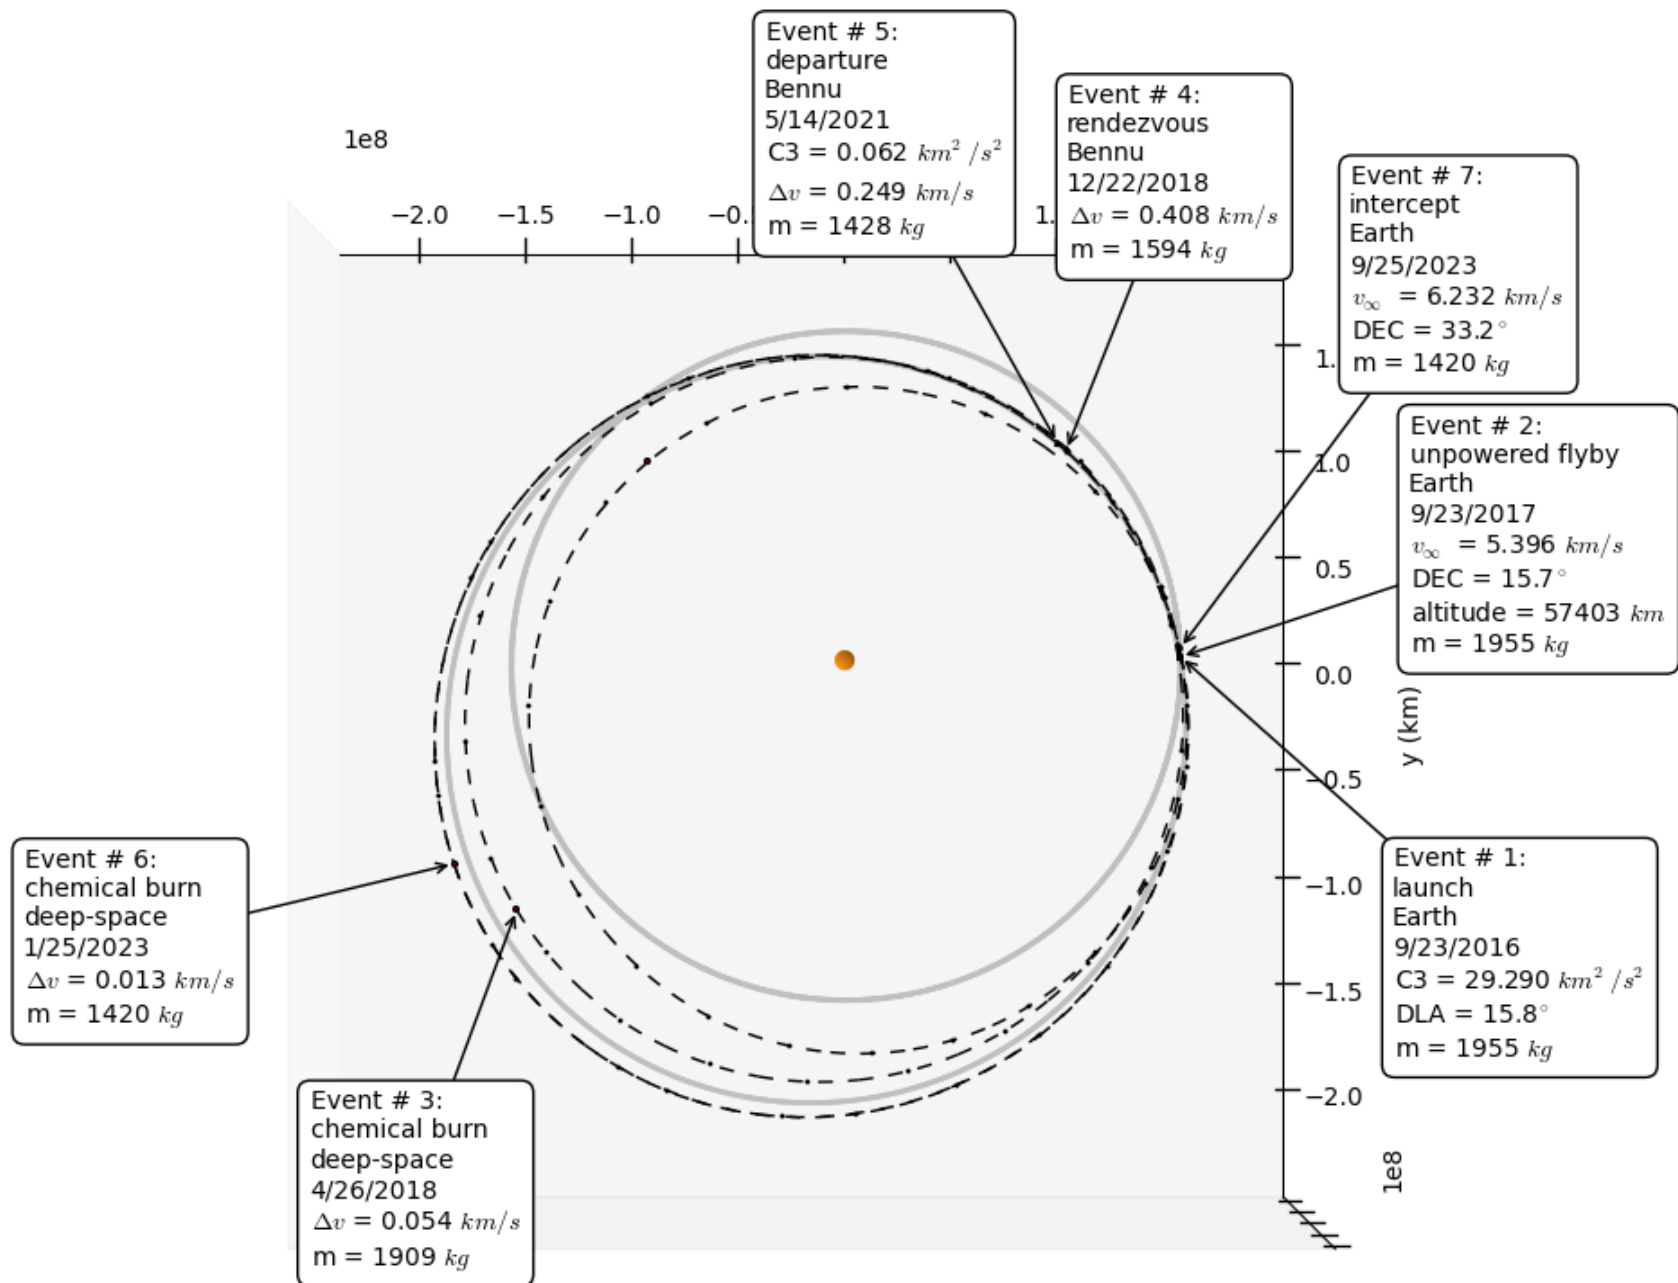 Event # 5:
departure
Bennu
5/14/2021
C3 = 0.062 km² /s²
Δv = 0.249 km/s
m = 1428 kg
Event # 4:
rendezvous
Bennu
12/22/2018
Δv = 0.408 km/s
m = 1594 kg
1e8
−2.0
−1.5
−1.0
Event # 7:
intercept
Earth
9/25/2023
v∞ = 6.232 km/s
DEC = 33.2°
m = 1420 kg
Event # 2:
unpowered flyby
Earth
9/23/2017
v∞ = 5.396 km/s
DEC = 15.7°
altitude = 57403 km
m = 1955 kg
1.0
0.5
0.0
−0.5
−1.0
−1.5
−2.0
y (km)
1e8
Event # 1:
launch
Earth
9/23/2016
C3 = 29.290 km² /s²
DLA = 15.8°
m = 1955 kg
Event # 6:
chemical burn
deep-space
1/25/2023
Δv = 0.013 km/s
m = 1420 kg
Event # 3:
chemical burn
deep-space
4/26/2018
Δv = 0.054 km/s
m = 1909 kg